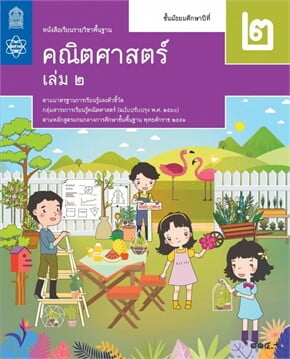 หนังสือเรียนรายวิชาพื้นฐาน
ชั้นมัธยมศึกษาปีที่
๒
คณิตศาสตร์
เล่ม ๒
ตามมาตรฐานการเรียนรู้และตัวชี้วัด
กลุ่มสาระการเรียนรู้คณิตศาสตร์ (ฉบับปรับปรุง พ.ศ. ๒๕๖๐)
ตามหลักสูตรแกนกลางการศึกษาขั้นพื้นฐาน พุทธศักราช ๒๕๕๑